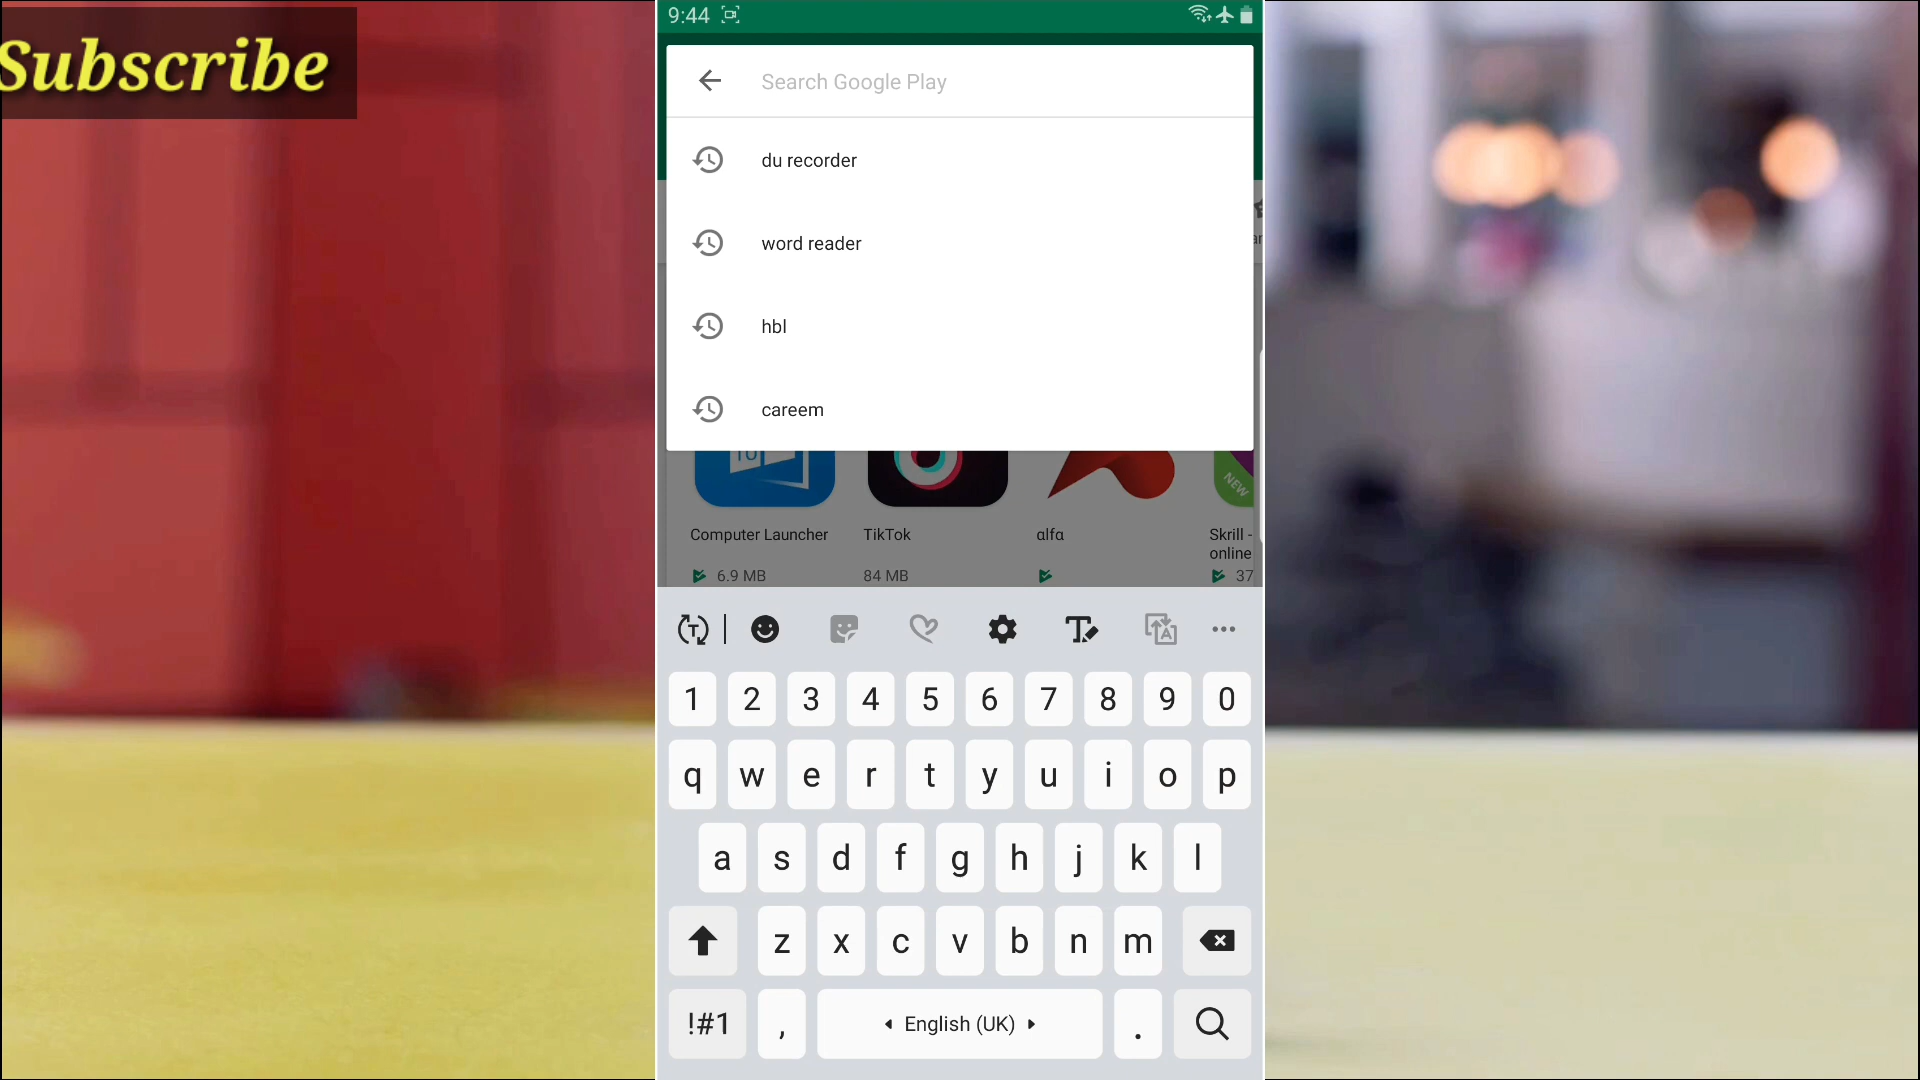 Subscribe
9:44
Search Google Play
du recorder
word reader
hbl
careem
NEW
Computer Launcher
TikTok
αlfα
Skrill -
online
6.9 MB
84 MB
37
1 2 3 4 5 6 7 8 9 0
q w e r t y u i o p
a s d f g h j k l
z x c v b n m
!#1 , English (UK) .